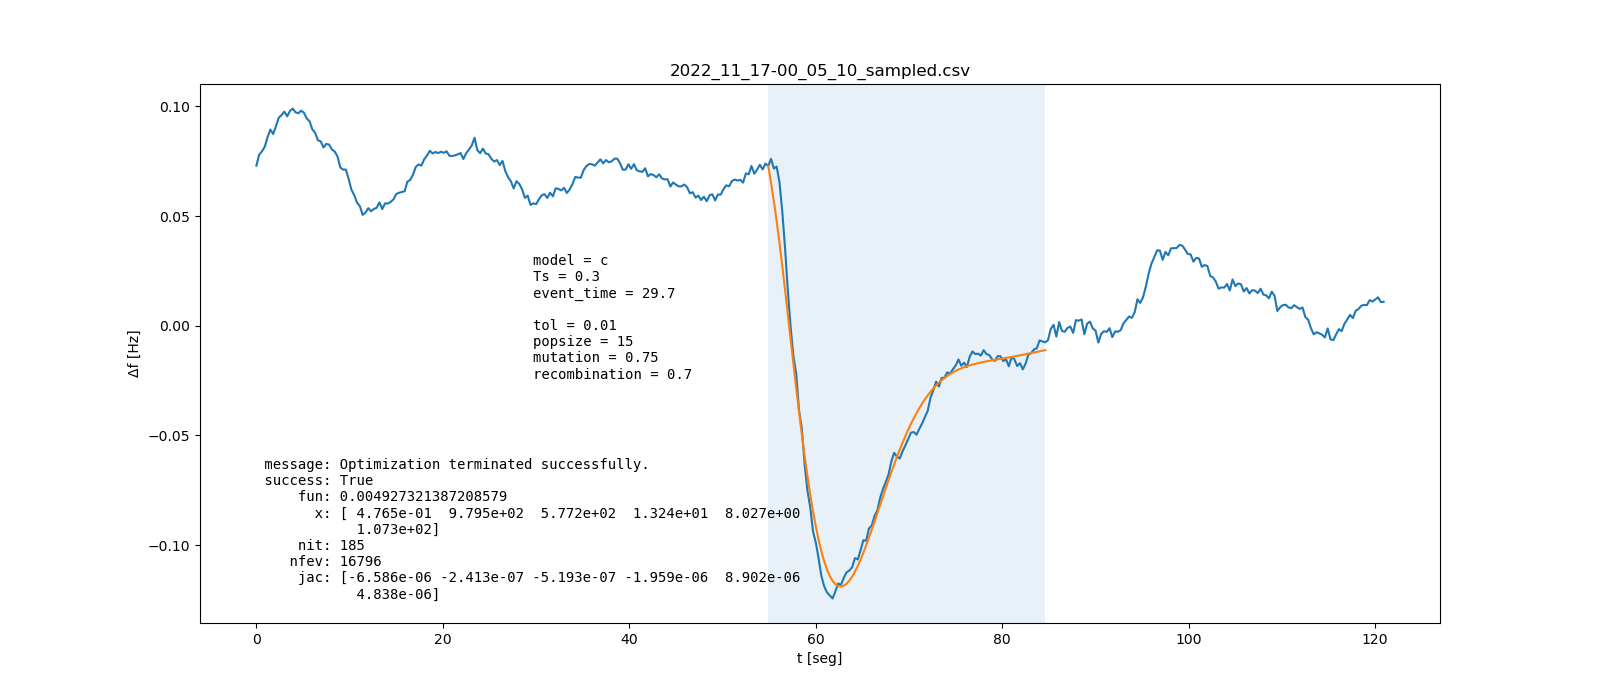 2022_11_17-00_05_10_sampled.csv
0.10
0.05
0.00
−0.05
−0.10
Δf [Hz]
model = c
Ts = 0.3
event_time = 29.7
tol = 0.01
popsize = 15
mutation = 0.75
recombination = 0.7
message: Optimization terminated successfully.
success: True
fun: 0.004927321387208579
x: [ 4.765e-01 9.795e+02 5.772e+02 1.324e+01 8.027e+00
1.073e+02]
nit: 185
nfev: 16796
jac: [-6.586e-06 -2.413e-07 -5.193e-07 -1.959e-06 8.902e-06
4.838e-06]
0 20 40 60 80 100 120
t [seg]